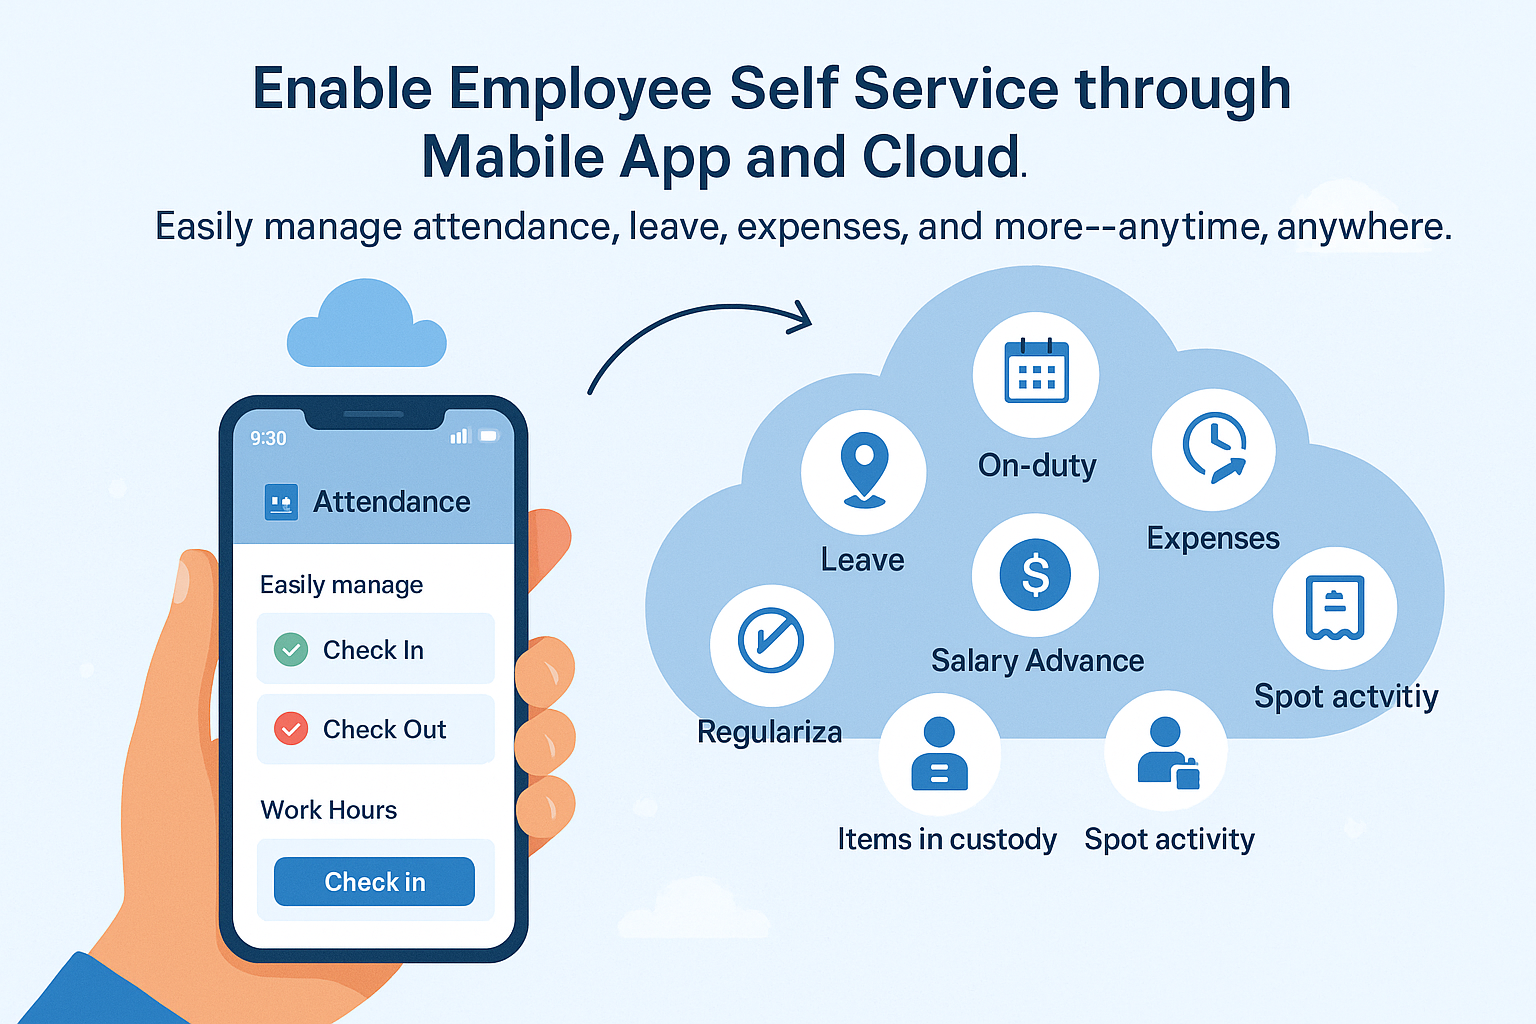 Enable Employee Self Service through
Mabile App and Cloud.
Easily manage attendance, leave, expenses, and more--anytime, anywhere.
9:30
Attendance
Easily manage
Check In
Check Out
Work Hours
Check in
On-duty
Leave
Expenses
$
Salary Advance
Regulariza
Spot actvitiy
Items in custody
Spot activity